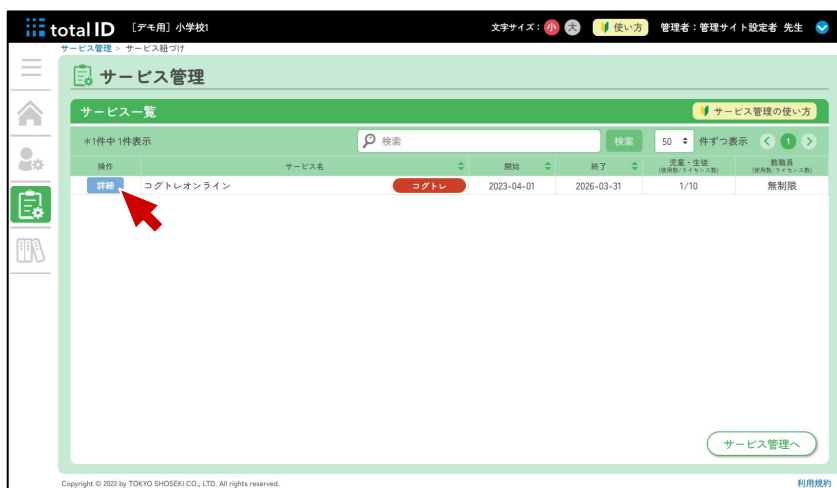 total ID ［デモ用］小学校1 文字サイズ： 小 大 使い方 管理者：管理サイト設定者 先生
サービス管理 > サービス紐づけ
サービス管理
サービス一覧 サービス管理の使い方
*1件中 1件表示 検索 検索 50 件ずつ表示 1
操作 サービス名 開始 終了 児童・生徒 (使用数/ライセンス数) 教職員 (使用数/ライセンス数)
詳細 コグトレオンライン コグトレ 2023-04-01 2026-03-31 1/10 無制限
サービス管理へ
Copyright © 2022 by TOKYO SHOSEKI CO., LTD. All rights reserved. 利用規約